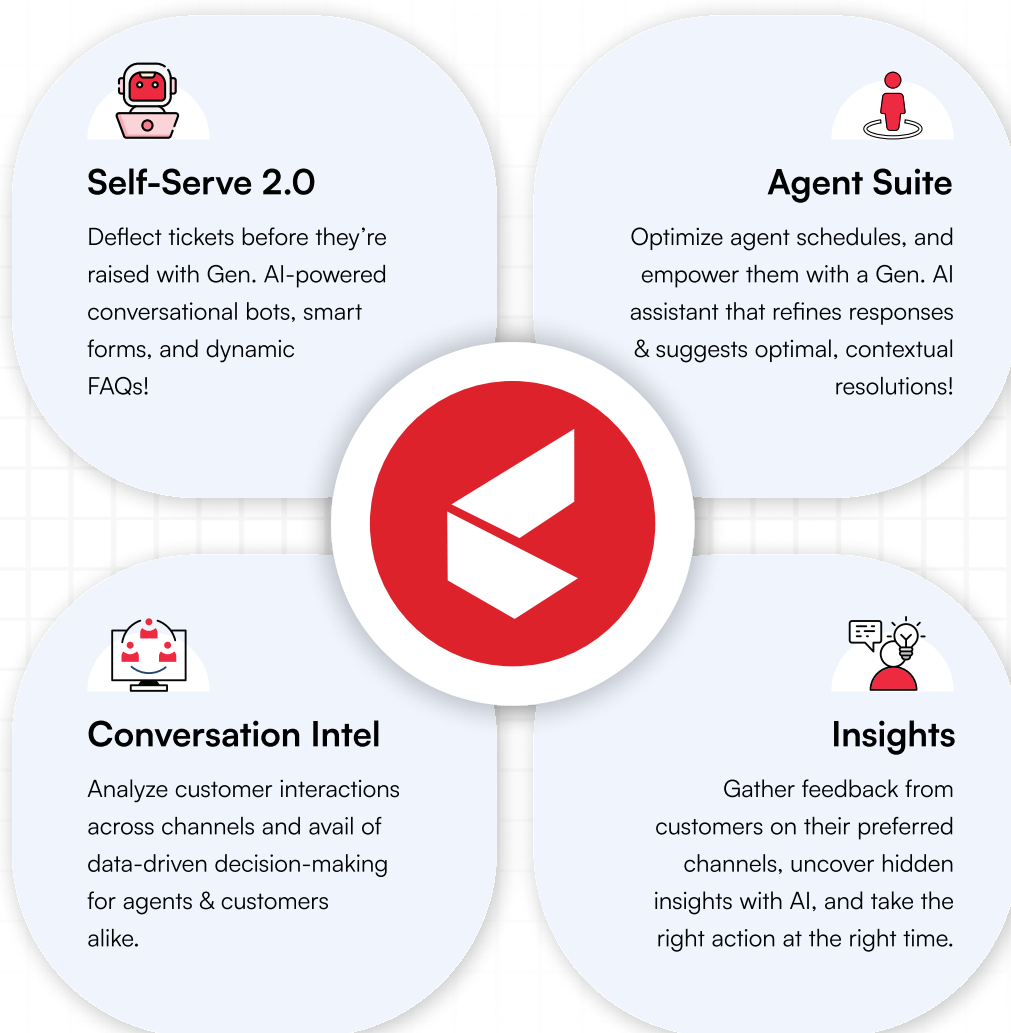 Self-Serve 2.0
Deflect tickets before they’re
raised with Gen. AI-powered
conversational bots, smart
forms, and dynamic
FAQs!
Agent Suite
Optimize agent schedules, and
empower them with a Gen. AI
assistant that refines responses
& suggests optimal, contextual
resolutions!
Conversation Intel
Analyze customer interactions
across channels and avail of
data-driven decision-making
for agents & customers
alike.
Insights
Gather feedback from
customers on their preferred
channels, uncover hidden
insights with AI, and take the
right action at the right time.